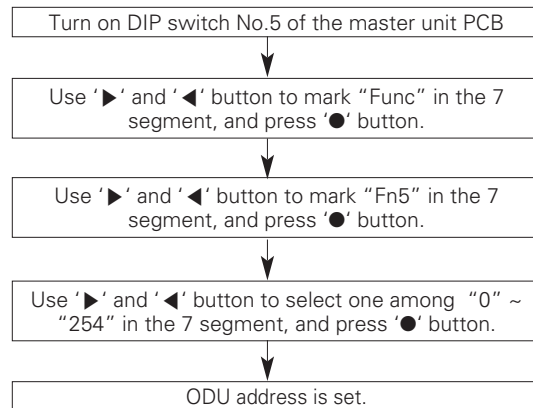 Turn on DIP switch No.5 of the master unit PCB
Use ‘▶‘ and ‘◀‘ button to mark “Func” in the 7
segment, and press ‘●‘ button.
Use ‘▶‘ and ‘◀‘ button to mark “Fn5” in the 7
segment, and press ‘●‘ button.
Use ‘▶‘ and ‘◀‘ button to select one among “0” ~
“254” in the 7 segment, and press ‘●‘ button.
ODU address is set.